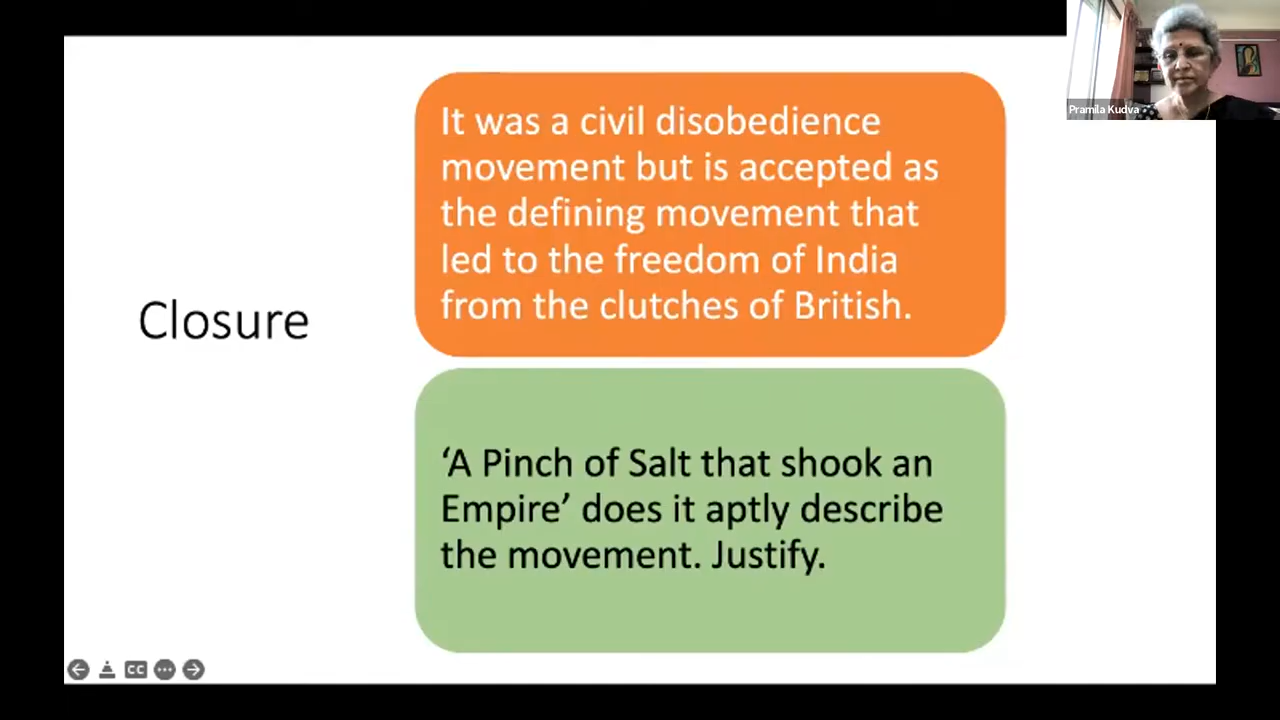 Pramila Kudva
Closure
It was a civil disobedience
movement but is accepted as
the defining movement that
led to the freedom of India
from the clutches of British.
‘A Pinch of Salt that shook an
Empire’ does it aptly describe
the movement. Justify.
CC